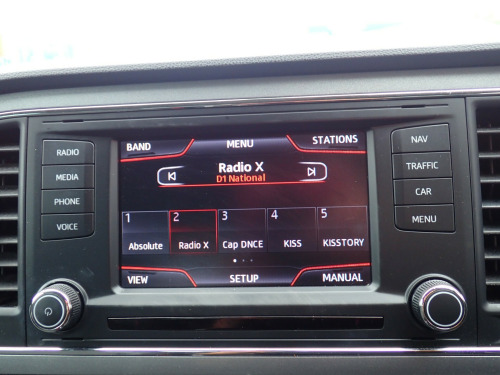 BAND MENU STATIONS
RADIO
MEDIA
PHONE
VOICE
Radio X
D1 National
1 2 3 4 5
Absolute Radio X Cap DNCE KISS KISSTORY
VIEW SETUP MANUAL
NAV
TRAFFIC
CAR
MENU